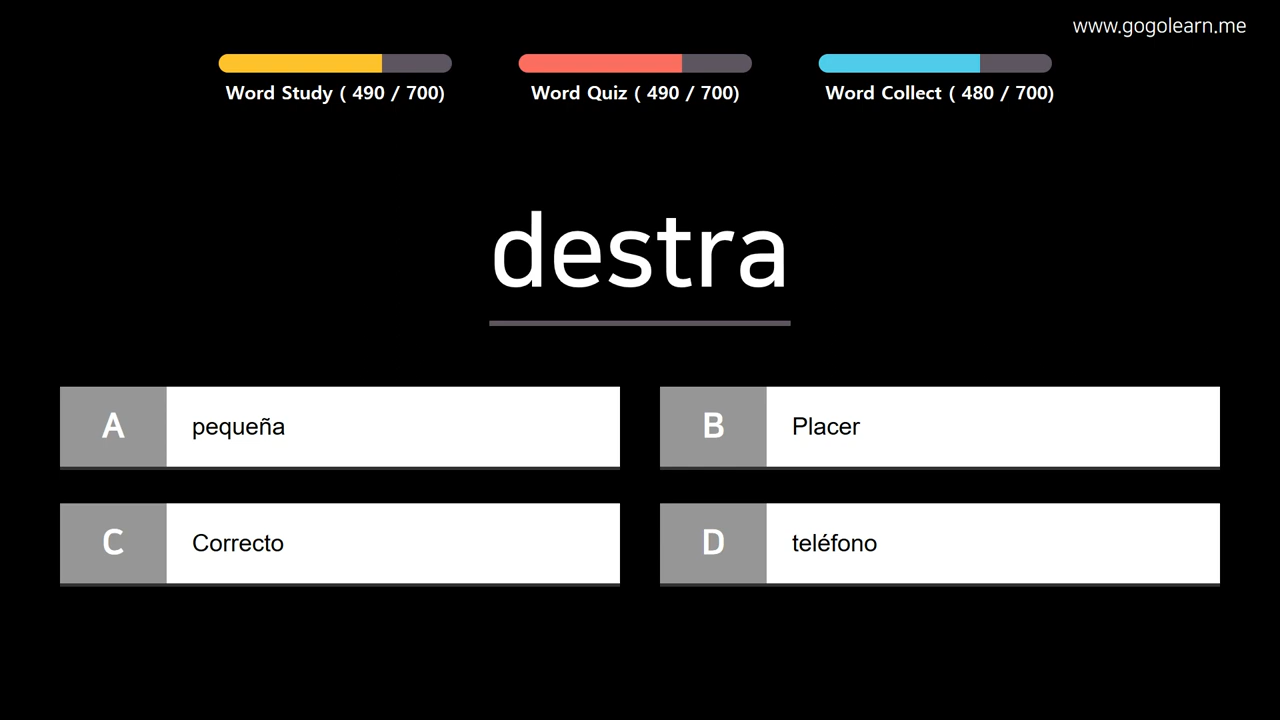 www.gogolearn.me
Word Study ( 490 / 700)
Word Quiz ( 490 / 700)
Word Collect ( 480 / 700)
destra
A pequeña
B Placer
C Correcto
D teléfono